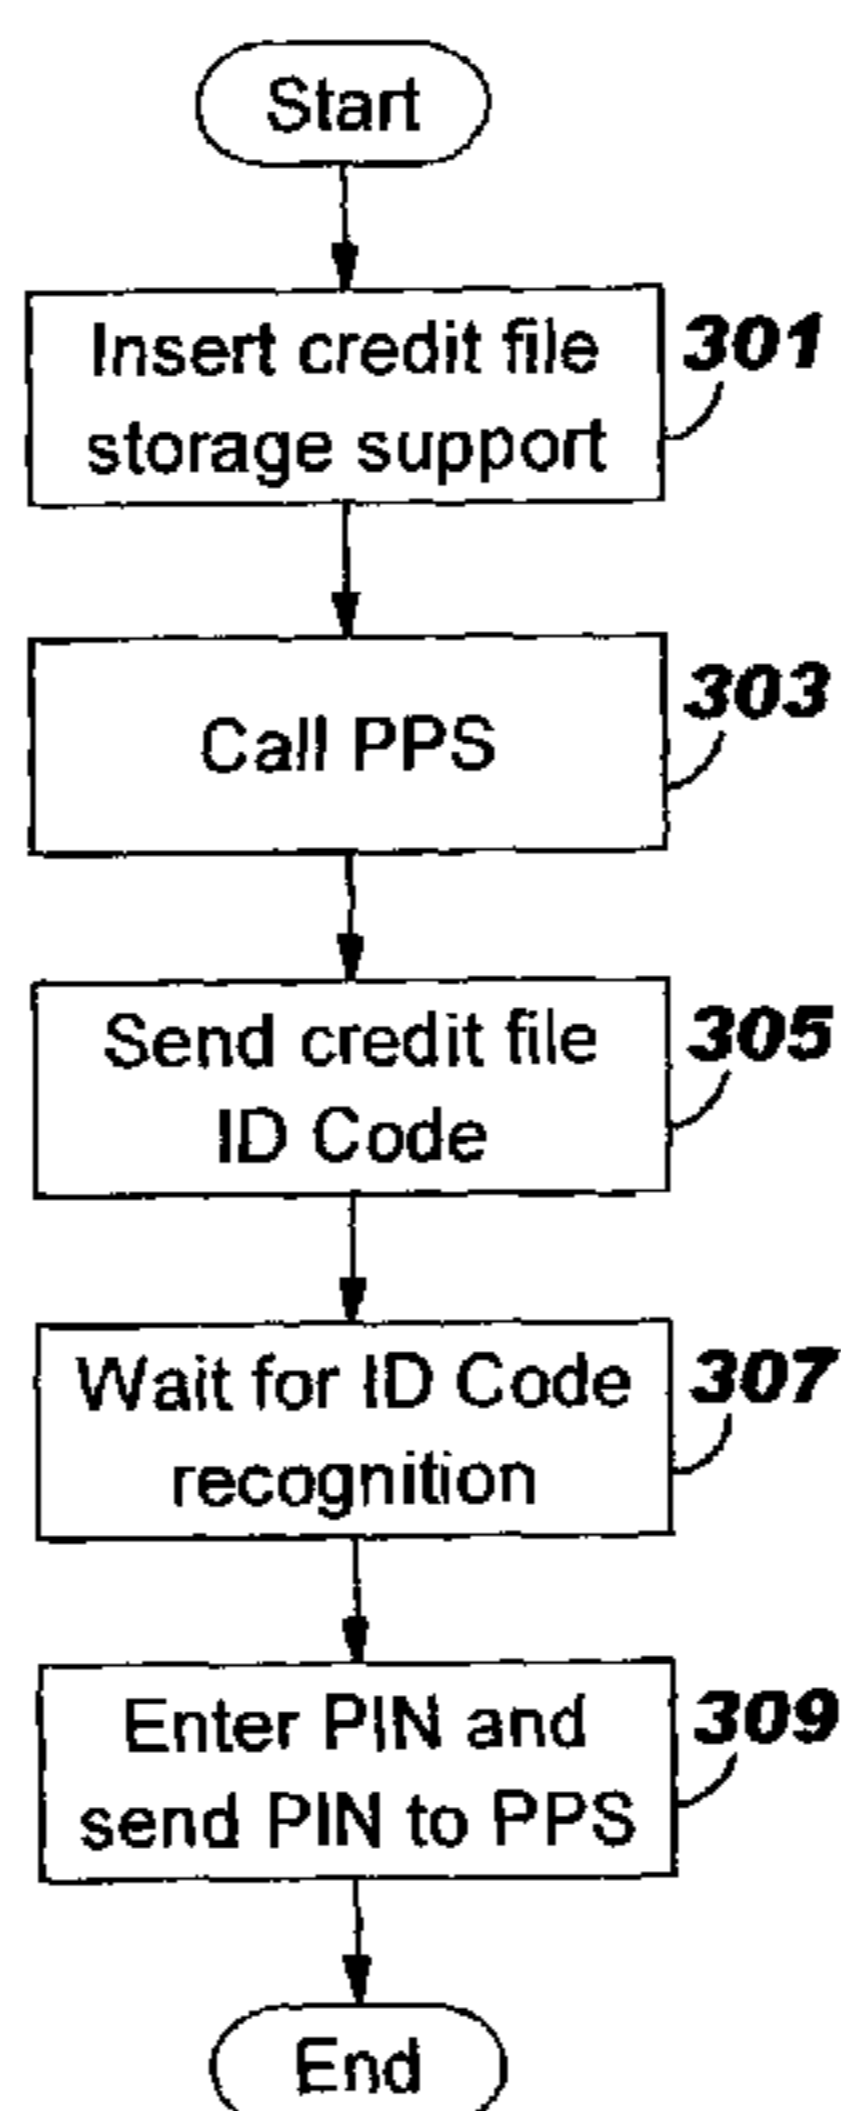 Start
Insert credit file
storage support
301
Call PPS
303
Send credit file
ID Code
305
Wait for ID Code
recognition
307
Enter PIN and
send PIN to PPS
309
End